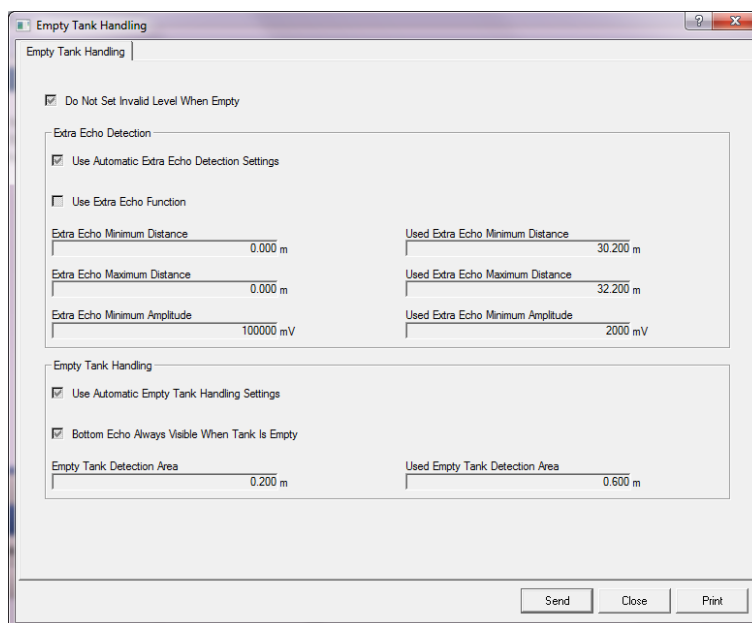 Empty Tank Handling
Empty Tank Handling
Do Not Set Invalid Level When Empty
Extra Echo Detection
Use Automatic Extra Echo Detection Settings
Use Extra Echo Function
Extra Echo Minimum Distance
0.000 m
Used Extra Echo Minimum Distance
30.200 m
Extra Echo Maximum Distance
0.000 m
Used Extra Echo Maximum Distance
32.200 m
Extra Echo Minimum Amplitude
100000 mV
Used Extra Echo Minimum Amplitude
2000 mV
Empty Tank Handling
Use Automatic Empty Tank Handling Settings
Bottom Echo Always Visible When Tank Is Empty
Empty Tank Detection Area
0.200 m
Used Empty Tank Detection Area
0.600 m
Send Close Print